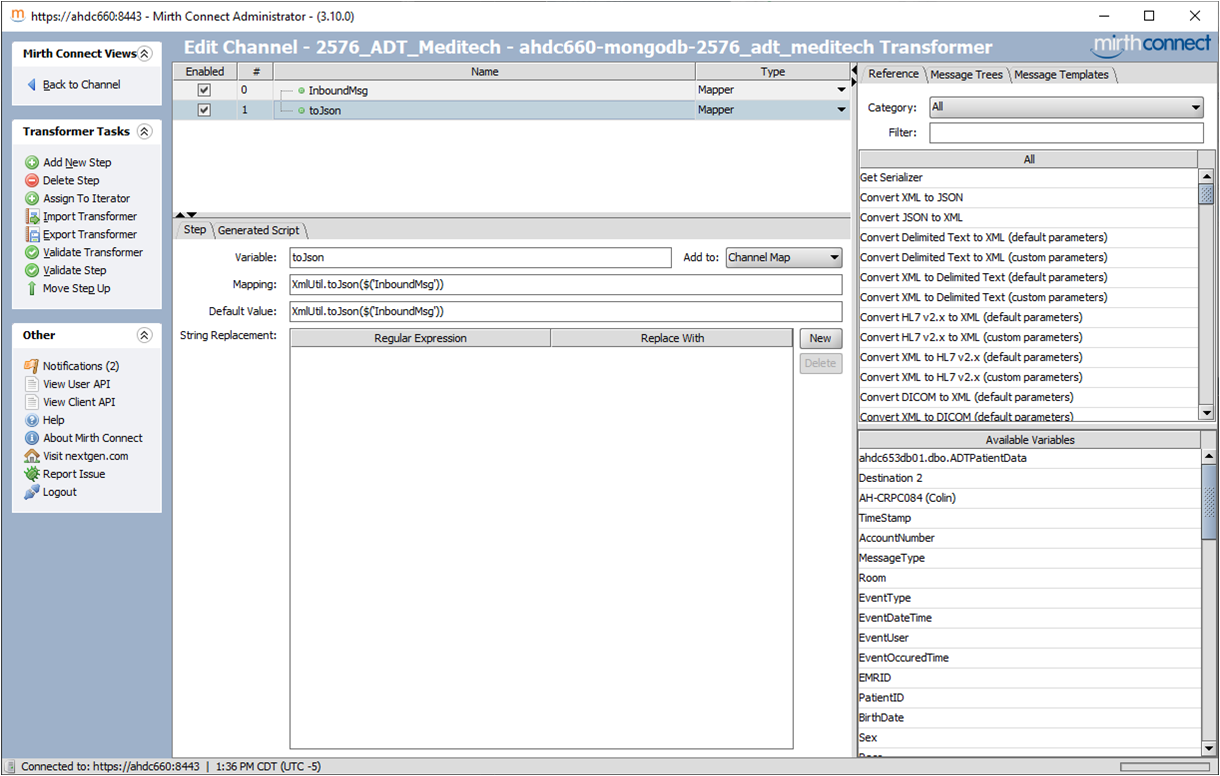 https://ahdc660:8443 - Mirth Connect Administrator - (3.10.0)
Mirth Connect Views
Back to Channel
Transformer Tasks
Add New Step
Delete Step
Assign To Iterator
Import Transformer
Export Transformer
Validate Transformer
Validate Step
Move Step Up
Other
Notifications (2)
View User API
View Client API
Help
About Mirth Connect
Visit nextgen.com
Report Issue
Logout
Edit Channel - 2576_ADT_Meditech - ahdc660-mongodb-2576_adt_meditech Transformer
mirthconnect
Enabled # Name Type
0 InboundMsg Mapper
1 toJson Mapper
Step Generated Script
Variable: toJson Add to: Channel Map
Mapping: XmlUtil.toJson($('InboundMsg'))
Default Value: XmlUtil.toJson($('InboundMsg'))
String Replacement: Regular Expression Replace With New
Delete
Reference Message Trees Message Templates
Category: All
Filter:
All
Get Serializer
Convert XML to JSON
Convert JSON to XML
Convert Delimited Text to XML (default parameters)
Convert Delimited Text to XML (custom parameters)
Convert XML to Delimited Text (default parameters)
Convert XML to Delimited Text (custom parameters)
Convert HL7 v2.x to XML (default parameters)
Convert HL7 v2.x to XML (custom parameters)
Convert XML to HL7 v2.x (default parameters)
Convert XML to HL7 v2.x (custom parameters)
Convert DICOM to XML (default parameters)
Convert XML to DICOM (default parameters)
Available Variables
ahdc653db01.dbo.ADTPatientData
Destination 2
AH-CRPC084 (Colin)
TimeStamp
AccountNumber
MessageType
Room
EventType
EventDateTime
EventUser
EventOccuredTime
EMRID
PatientID
BirthDate
Sex
Connected to: https://ahdc660:8443 | 1:36 PM CDT (UTC -5)